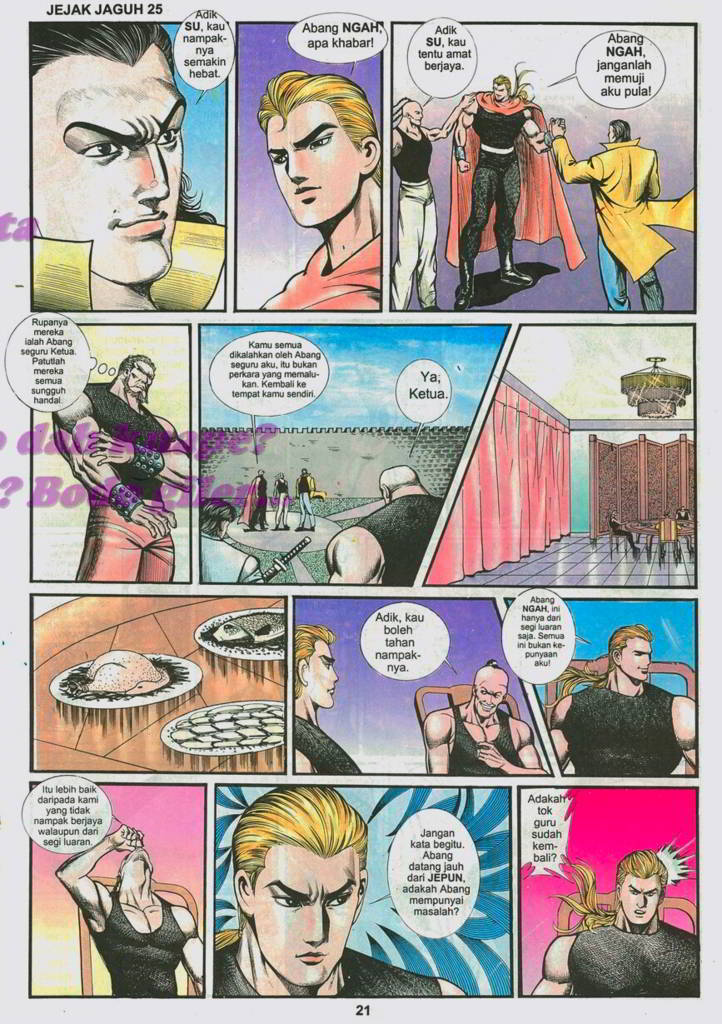 JEJAK JAGUH 25
Adik
SU, kau
nampak-
nya
semakin
hebat.
Abang NGAH,
apa khabar!
Adik
SU, kau
tentu amat
berjaya.
Abang
NGAH,
janganlah
memuji
aku pula!
Rupanya
mereka
ialah Abang
seguru Ketua.
Patutlah
mereka
semua
sungguh
handal.
Kamu semua
dikalahkan oleh Abang
seguru aku, itu bukan
perkara yang memalu-
kan. Kembali ke
tempat kamu sendiri.
Ya,
Ketua.
Adik, kau
boleh
tahan
nampak-
nya.
Abang
NGAH, ini
hanya dari
segi luaran
saja. Semua
ini bukan ke-
punyaan
aku!
Itu lebih baik
daripada kami
yang tidak
nampak berjaya
walaupun dari
segi luaran.
Jangan
kata begitu.
Abang
datang jauh
dari JEPUN,
adakah Abang
mempunyai
masalah?
Adakah
tok
guru
sudah
kem-
bali?
21